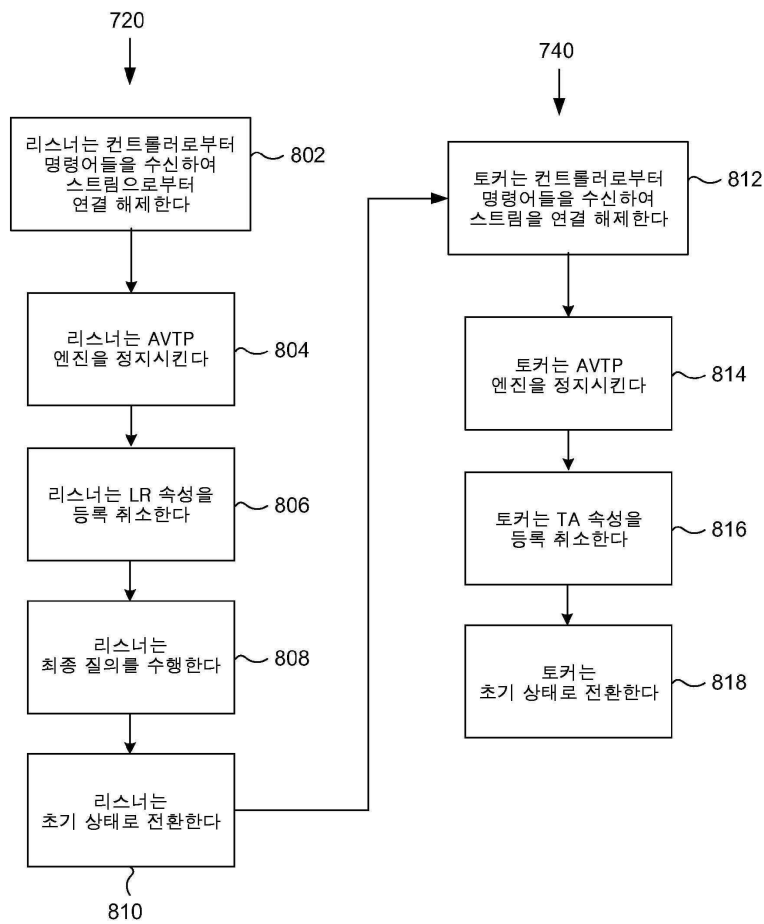 720
리스너는 컨트롤러로부터
명령어들을 수신하여
스트림으로부터
연결 해제한다
802
리스너는 AVTP
엔진을 정지시킨다
804
리스너는 LR 속성을
등록 취소한다
806
리스너는
최종 질의를 수행한다
808
리스너는
초기 상태로 전환한다
810
740
토커는 컨트롤러로부터
명령어들을 수신하여
스트림을 연결 해제한다
812
토커는 AVTP
엔진을 정지시킨다
814
토커는 TA 속성을
등록 취소한다
816
토커는
초기 상태로 전환한다
818